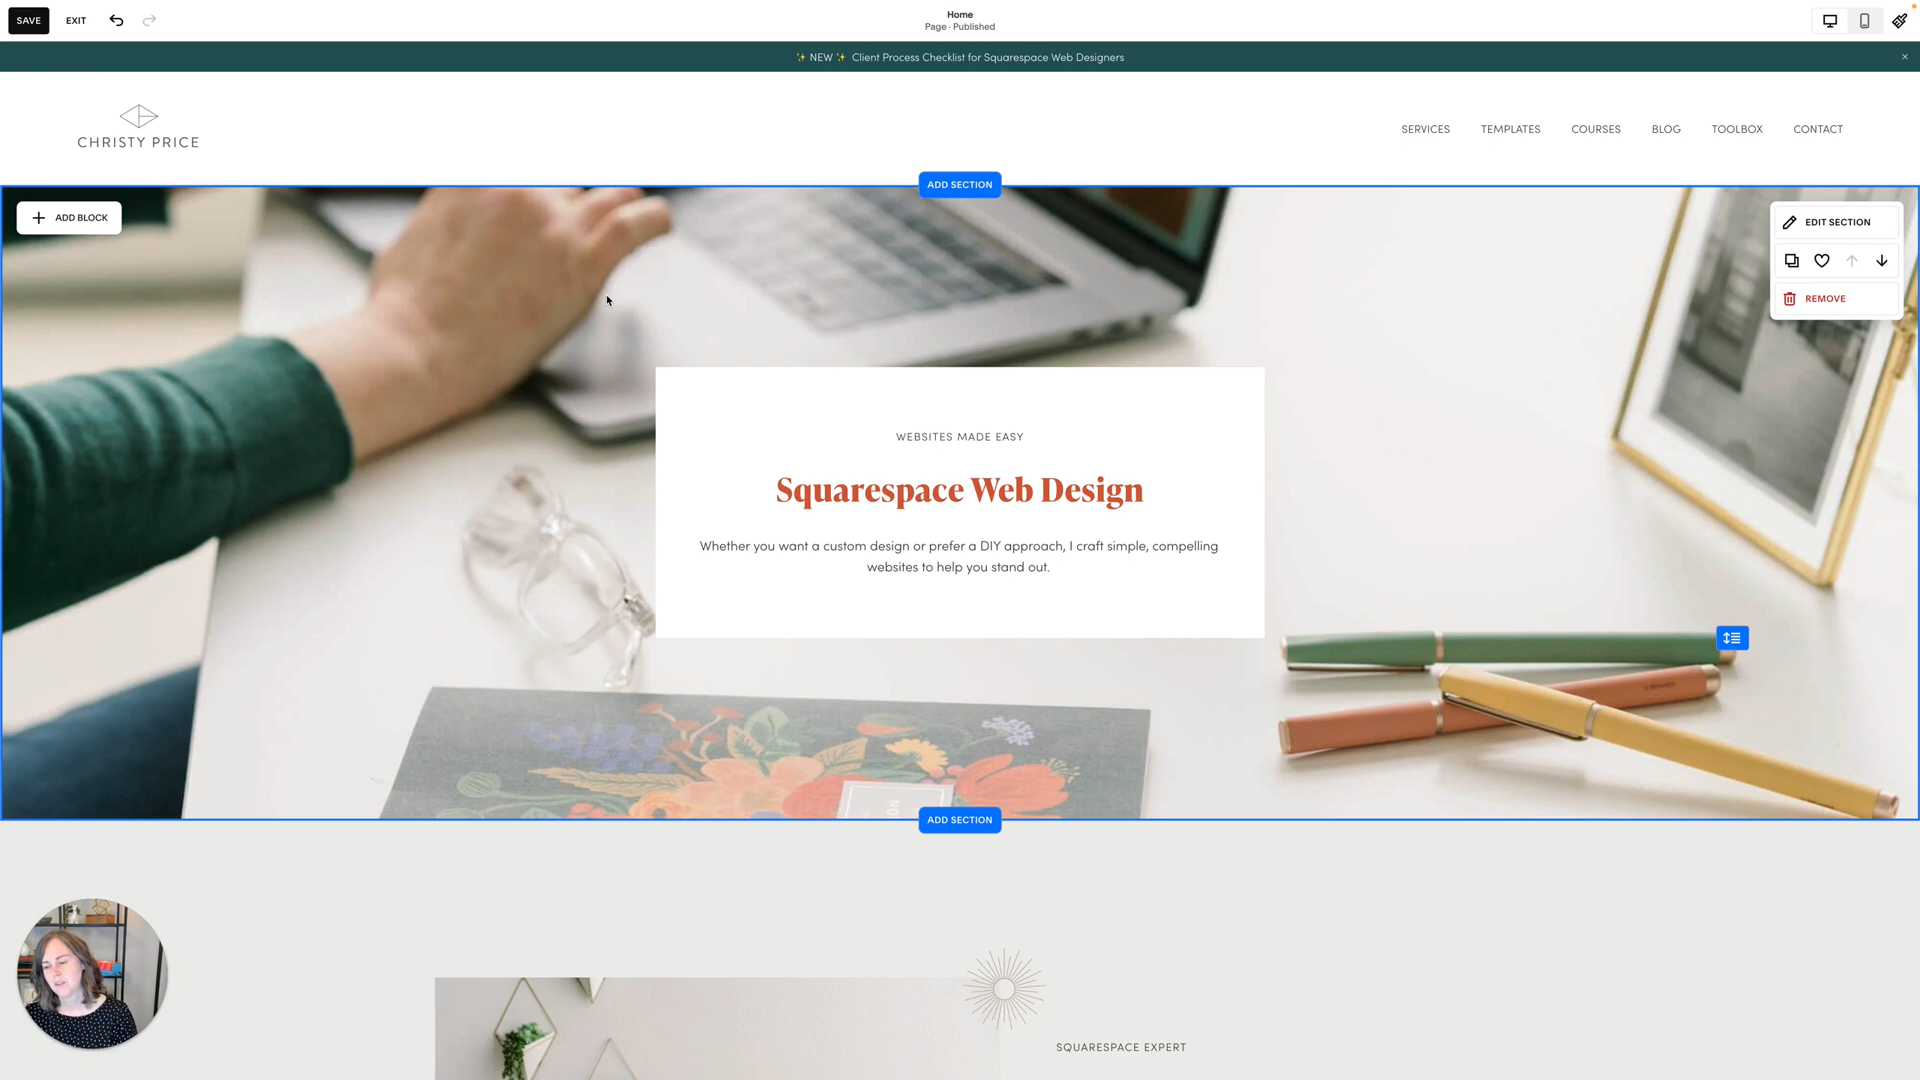 SAVE
EXIT
Home
Page · Published
✨ NEW ✨ Client Process Checklist for Squarespace Web Designers
×
CHRISTY PRICE
SERVICES
TEMPLATES
COURSES
BLOG
TOOLBOX
CONTACT
ADD SECTION
ADD BLOCK
EDIT SECTION
REMOVE
WEBSITES MADE EASY
Squarespace Web Design
Whether you want a custom design or prefer a DIY approach, I craft simple, compelling
websites to help you stand out.
ADD SECTION
SQUARESPACE EXPERT